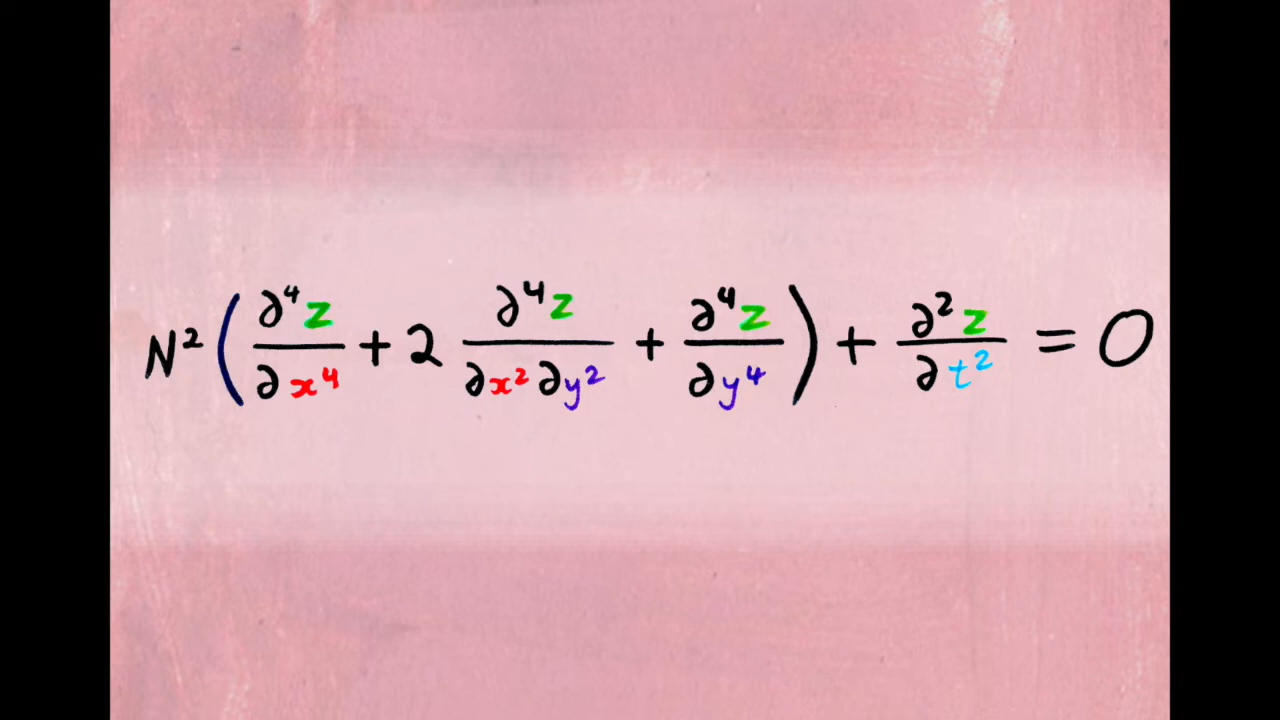 N² ( ∂⁴z/∂x⁴ + 2 ∂⁴z/∂x²∂y² + ∂⁴z/∂y⁴ ) + ∂²z/∂t² = 0